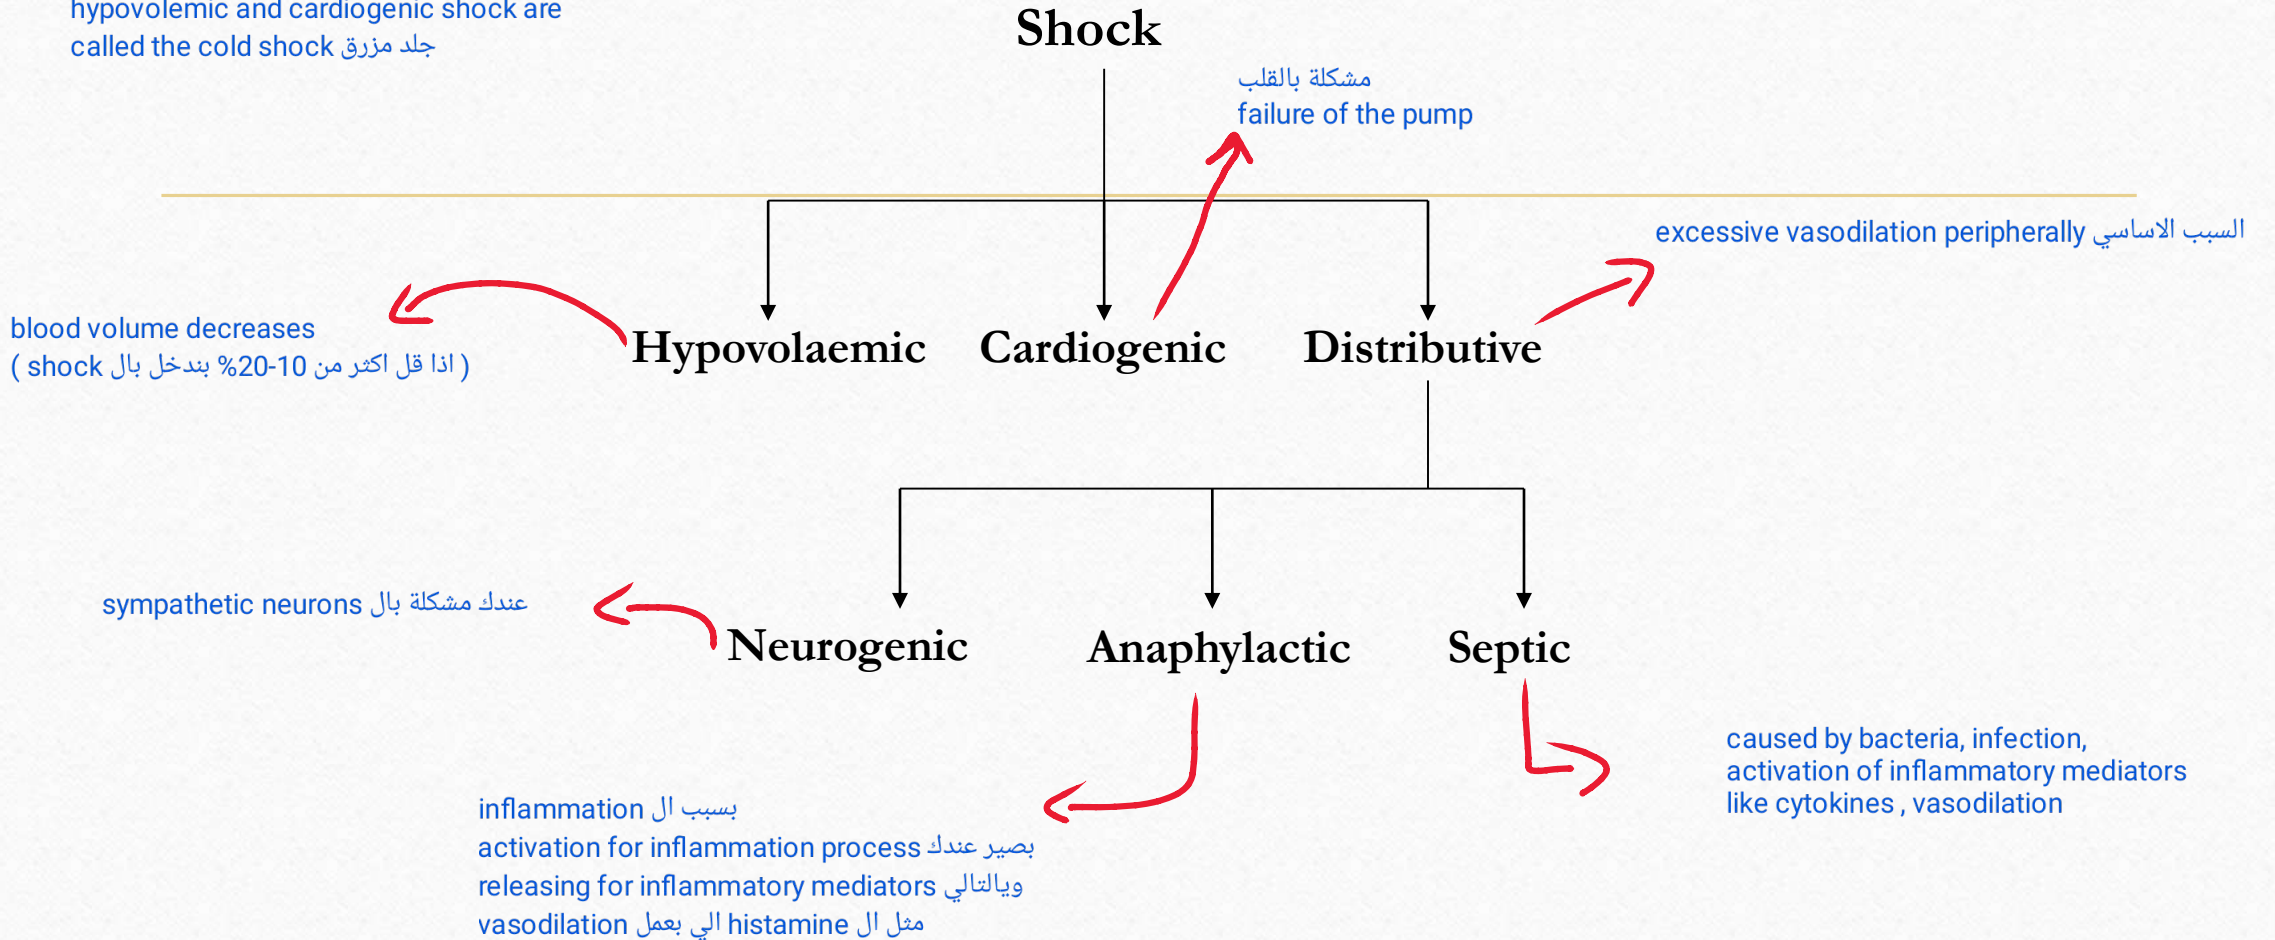 hypovolemic and cardiogenic shock are
called the cold shock جلد مزرق
Shock
مشكلة بالقلب
failure of the pump
excessive vasodilation peripherally السبب الاساسي
blood volume decreases
( اذا قل اكثر من 10-20% بندخل بال shock )
Hypovolaemic
Cardiogenic
Distributive
عندك مشكلة بال sympathetic neurons
Neurogenic
Anaphylactic
Septic
caused by bacteria, infection,
activation of inflammatory mediators
like cytokines , vasodilation
بسبب ال inflammation
بصير عندك activation for inflammation process
وبالتالي releasing for inflammatory mediators
مثل ال histamine الي بعمل vasodilation